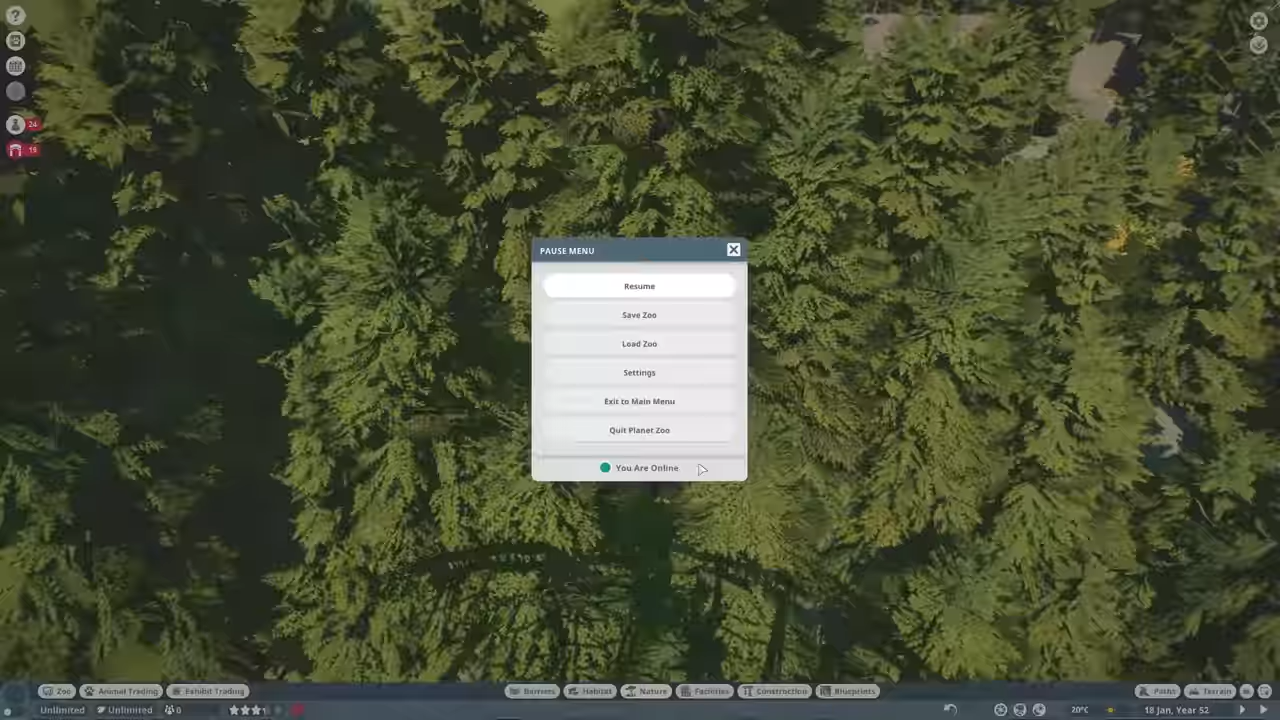 24
19
PAUSE MENU
Resume
Save Zoo
Load Zoo
Settings
Exit to Main Menu
Quit Planet Zoo
You Are Online
Zoo Animal Trading Exhibit Trading Barriers Habitat Nature Facilities Construction Blueprints Paths Terrain
Unlimited Unlimited 0 20°C 18 Jan, Year 52